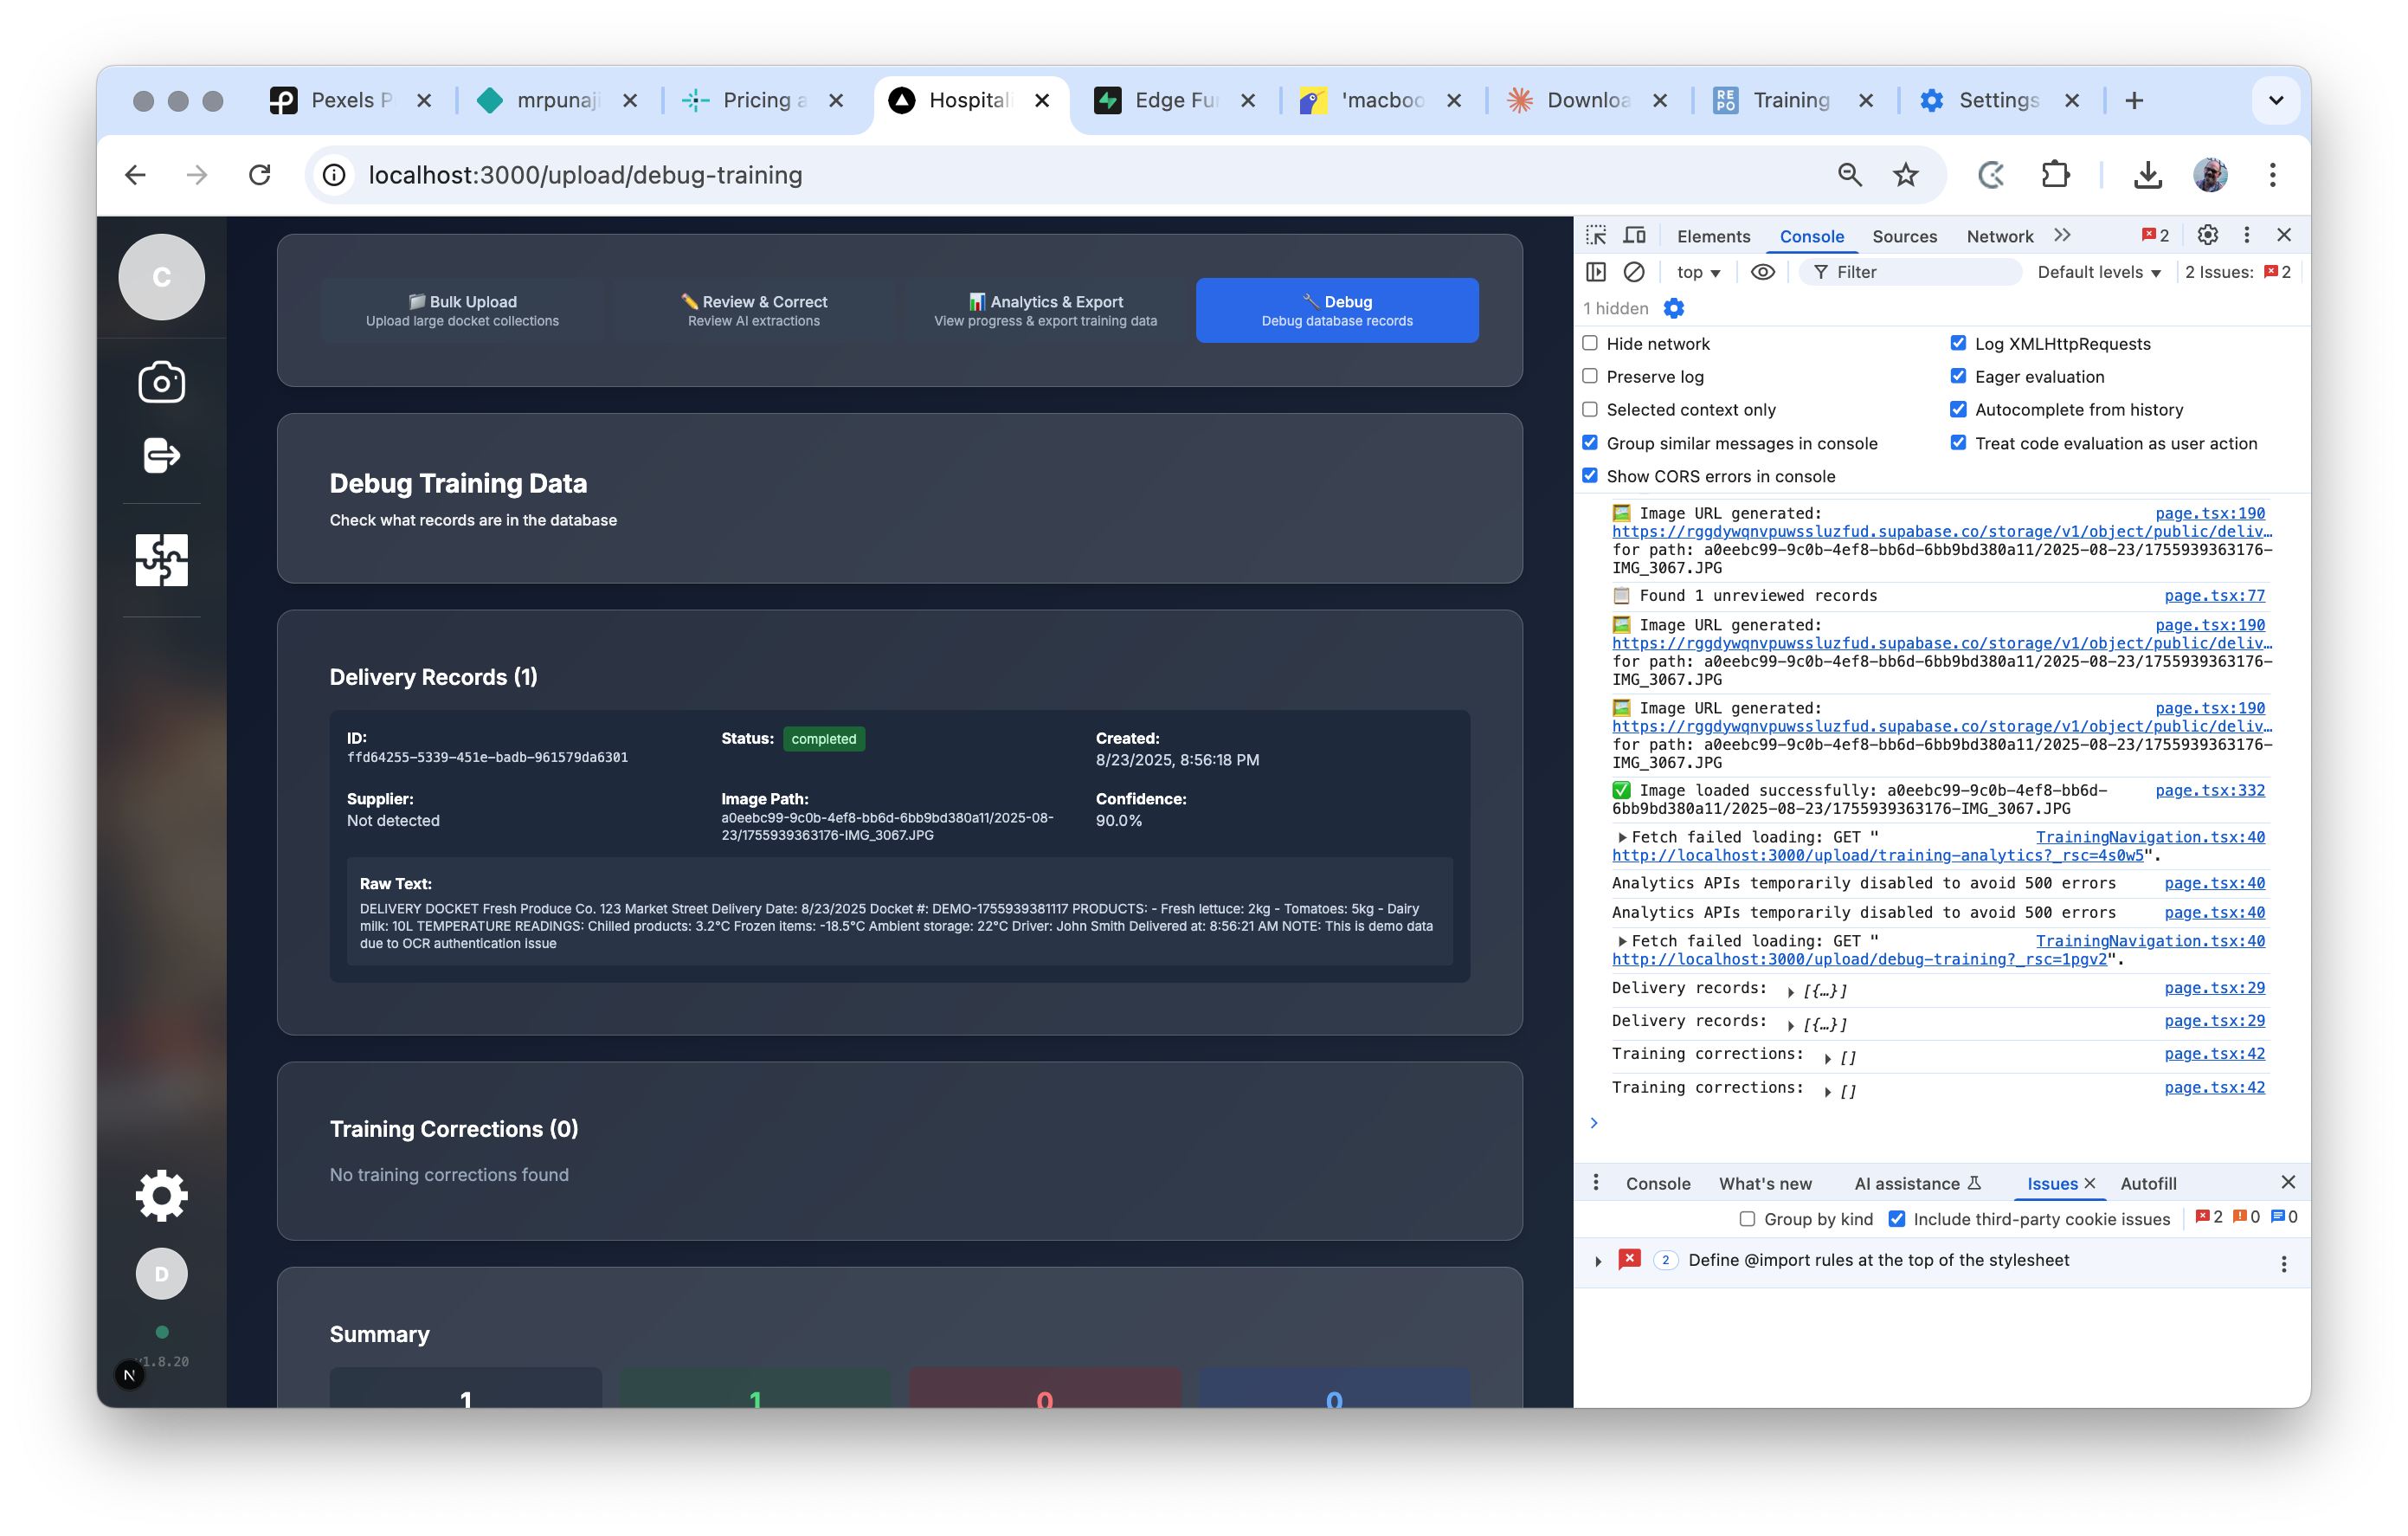 Pexels P
mrpunaji
Pricing a
Hospitali
Edge Fu
'macboo
Downloa
REPO
Training
Settings
localhost:3000/upload/debug-training
C
📁 Bulk Upload
Upload large docket collections
✏️ Review & Correct
Review AI extractions
📊 Analytics & Export
View progress & export training data
🔧 Debug
Debug database records
Debug Training Data
Check what records are in the database
Delivery Records (1)
ID:
ffd64255-5339-451e-badb-961579da6301
Status: completed
Created:
8/23/2025, 8:56:18 PM
Supplier:
Not detected
Image Path:
a0eebc99-9c0b-4ef8-bb6d-6bb9bd380a11/2025-08-
23/1755939363176-IMG_3067.JPG
Confidence:
90.0%
Raw Text:
DELIVERY DOCKET Fresh Produce Co. 123 Market Street Delivery Date: 8/23/2025 Docket #: DEMO-1755939381117 PRODUCTS: - Fresh lettuce: 2kg - Tomatoes: 5kg - Dairy
milk: 10L TEMPERATURE READINGS: Chilled products: 3.2°C Frozen items: -18.5°C Ambient storage: 22°C Driver: John Smith Delivered at: 8:56:21 AM NOTE: This is demo data
due to OCR authentication issue
Training Corrections (0)
No training corrections found
Summary
1
1
0
0
D
v1.8.20
N
Elements
Console
Sources
Network
2
top
Filter
Default levels
2 Issues: 2
1 hidden
Hide network
Log XMLHttpRequests
Preserve log
Eager evaluation
Selected context only
Autocomplete from history
Group similar messages in console
Treat code evaluation as user action
Show CORS errors in console
🖼️ Image URL generated: page.tsx:190
https://rggdywqnvpuwssluzfud.supabase.co/storage/v1/object/public/deliv…
for path: a0eebc99-9c0b-4ef8-bb6d-6bb9bd380a11/2025-08-23/1755939363176-
IMG_3067.JPG
📋 Found 1 unreviewed records page.tsx:77
🖼️ Image URL generated: page.tsx:190
https://rggdywqnvpuwssluzfud.supabase.co/storage/v1/object/public/deliv…
for path: a0eebc99-9c0b-4ef8-bb6d-6bb9bd380a11/2025-08-23/1755939363176-
IMG_3067.JPG
🖼️ Image URL generated: page.tsx:190
https://rggdywqnvpuwssluzfud.supabase.co/storage/v1/object/public/deliv…
for path: a0eebc99-9c0b-4ef8-bb6d-6bb9bd380a11/2025-08-23/1755939363176-
IMG_3067.JPG
✅ Image loaded successfully: a0eebc99-9c0b-4ef8-bb6d- page.tsx:332
6bb9bd380a11/2025-08-23/1755939363176-IMG_3067.JPG
Fetch failed loading: GET " TrainingNavigation.tsx:40
http://localhost:3000/upload/training-analytics?_rsc=4s0w5".
Analytics APIs temporarily disabled to avoid 500 errors page.tsx:40
Analytics APIs temporarily disabled to avoid 500 errors page.tsx:40
Fetch failed loading: GET " TrainingNavigation.tsx:40
http://localhost:3000/upload/debug-training?_rsc=1pgv2".
Delivery records: [{…}] page.tsx:29
Delivery records: [{…}] page.tsx:29
Training corrections: [] page.tsx:42
Training corrections: [] page.tsx:42
Console
What's new
AI assistance
Issues
Autofill
Group by kind
Include third-party cookie issues
2 0 0
2 Define @import rules at the top of the stylesheet